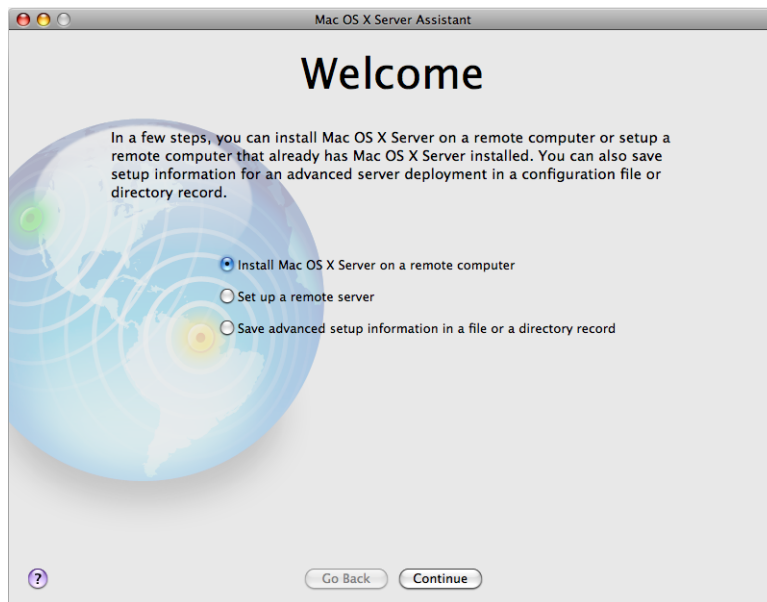 Mac OS X Server Assistant
Welcome
In a few steps, you can install Mac OS X Server on a remote computer or setup a
remote computer that already has Mac OS X Server installed. You can also save
setup information for an advanced server deployment in a configuration file or
directory record.
Install Mac OS X Server on a remote computer
Set up a remote server
Save advanced setup information in a file or a directory record
?
Go Back
Continue